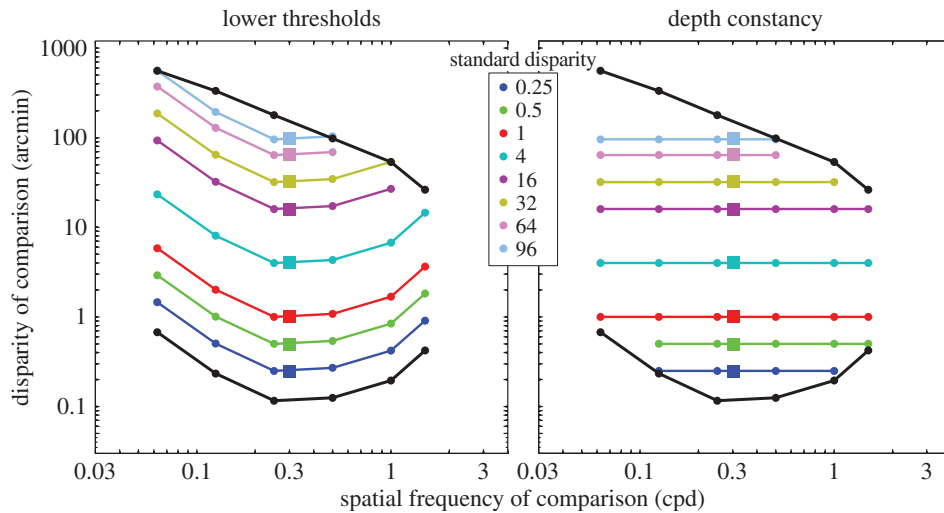 lower thresholds
depth constancy
disparity of comparison (arcmin)
1000
100
10
1
0.1
standard disparity
0.25
0.5
1
4
16
32
64
96
0.03 0.1 0.3 1 3
0.03 0.1 0.3 1 3
spatial frequency of comparison (cpd)